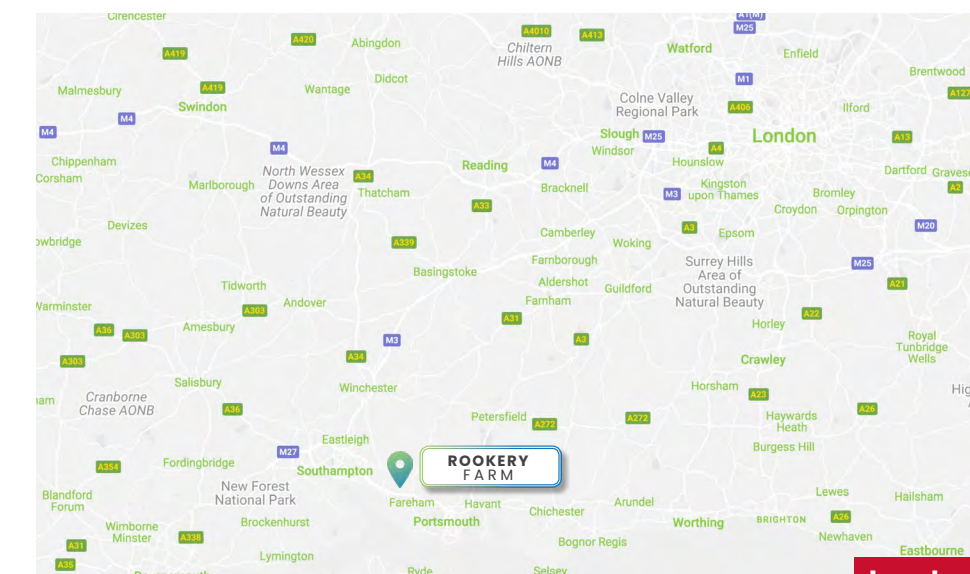 Cirencester
A1(M)
M25
A4010
A413
A420
Abingdon
Chiltern
Hills AONB
Watford
Enfield
A419
Didcot
M1
Brentwood
Malmesbury
A419
Wantage
Colne Valley
Regional Park
A406
Ilford
A127
Swindon
M4
M4
Slough
M25
London
A13
M4
Windsor
A4
Chippenham
Reading
M4
Hounslow
Corsham
North Wessex
Downs Area
of Outstanding
Natural Beauty
A34
Dartford
Marlborough
Thatcham
Bracknell
M3
Kingston
upon Thames
Bromley
A2
A33
Croydon
Orpington
Devizes
A339
Camberley
A3
Epsom
M20
owbridge
Woking
Farnborough
Surrey Hills
Area of
Outstanding
Natural Beauty
M25
Basingstoke
Aldershot
Guildford
A21
Tidworth
Farnham
Warminster
A303
Andover
A31
A22
A36
A303
Amesbury
Horley
M3
A3
Royal
Tunbridge
Wells
A303
A34
Crawley
Salisbury
Winchester
Horsham
A23
Hig
am
Cranborne
Chase AONB
A36
Petersfield
A272
A272
Haywards
Heath
A26
Eastleigh
Burgess Hill
M27
ROOKERY
FARM
A354
Fordingbridge
Southampton
New Forest
National Park
Blandford
Forum
Fareham
Havant
Chichester
Arundel
Lewes
Hailsham
Wimborne
Minster
Brockenhurst
Portsmouth
Worthing
BRIGHTON
A26
A338
Newhaven
A31
Bognor Regis
Eastbourne
Lymington
A35
Ryde
Selsey